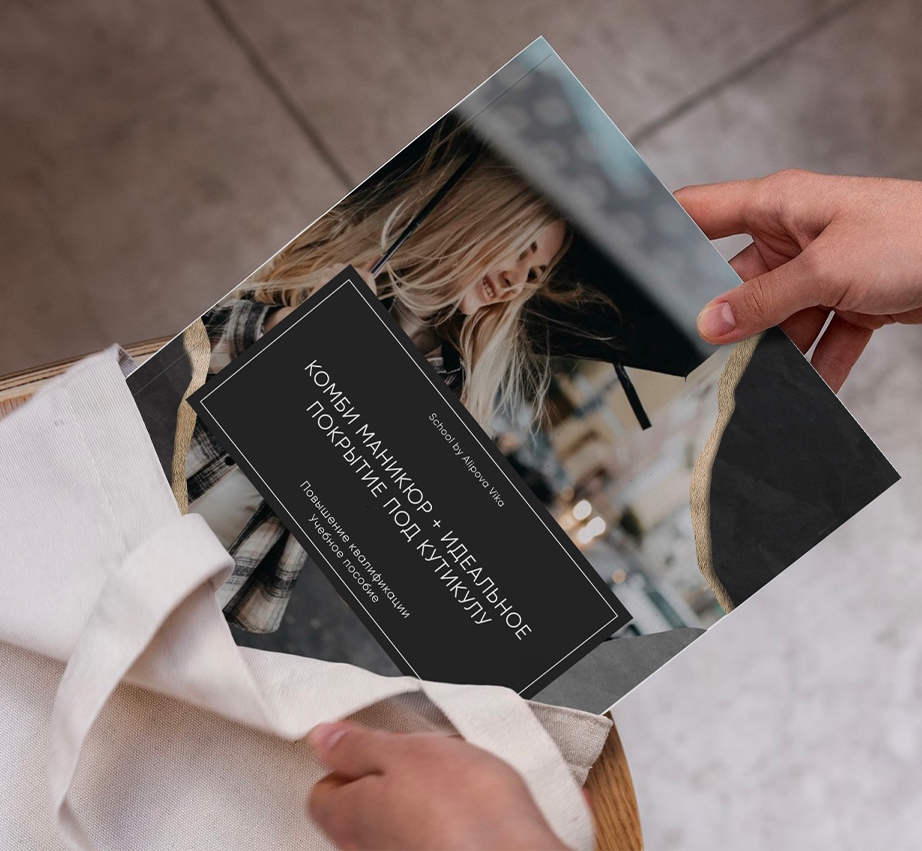 School by Alipova Vika
КОМБИ МАНИКЮР + ИДЕАЛЬНОЕ
ПОКРЫТИЕ ПОД КУТИКУЛУ
Повышение квалификации
учебное пособие